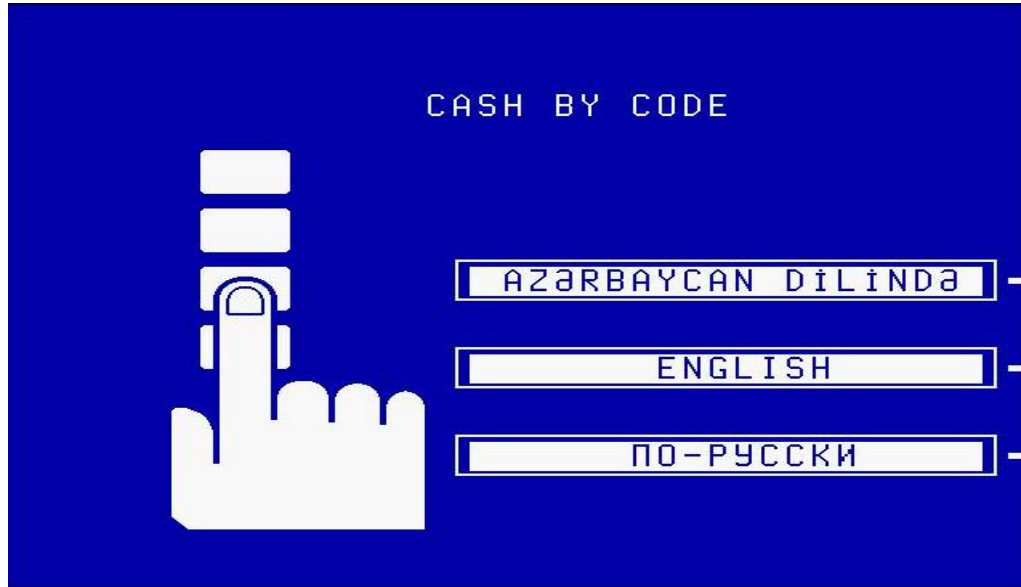 CASH BY CODE
AZƏRBAYCAN DİLİNDƏ
ENGLISH
ПО-РУССКИ